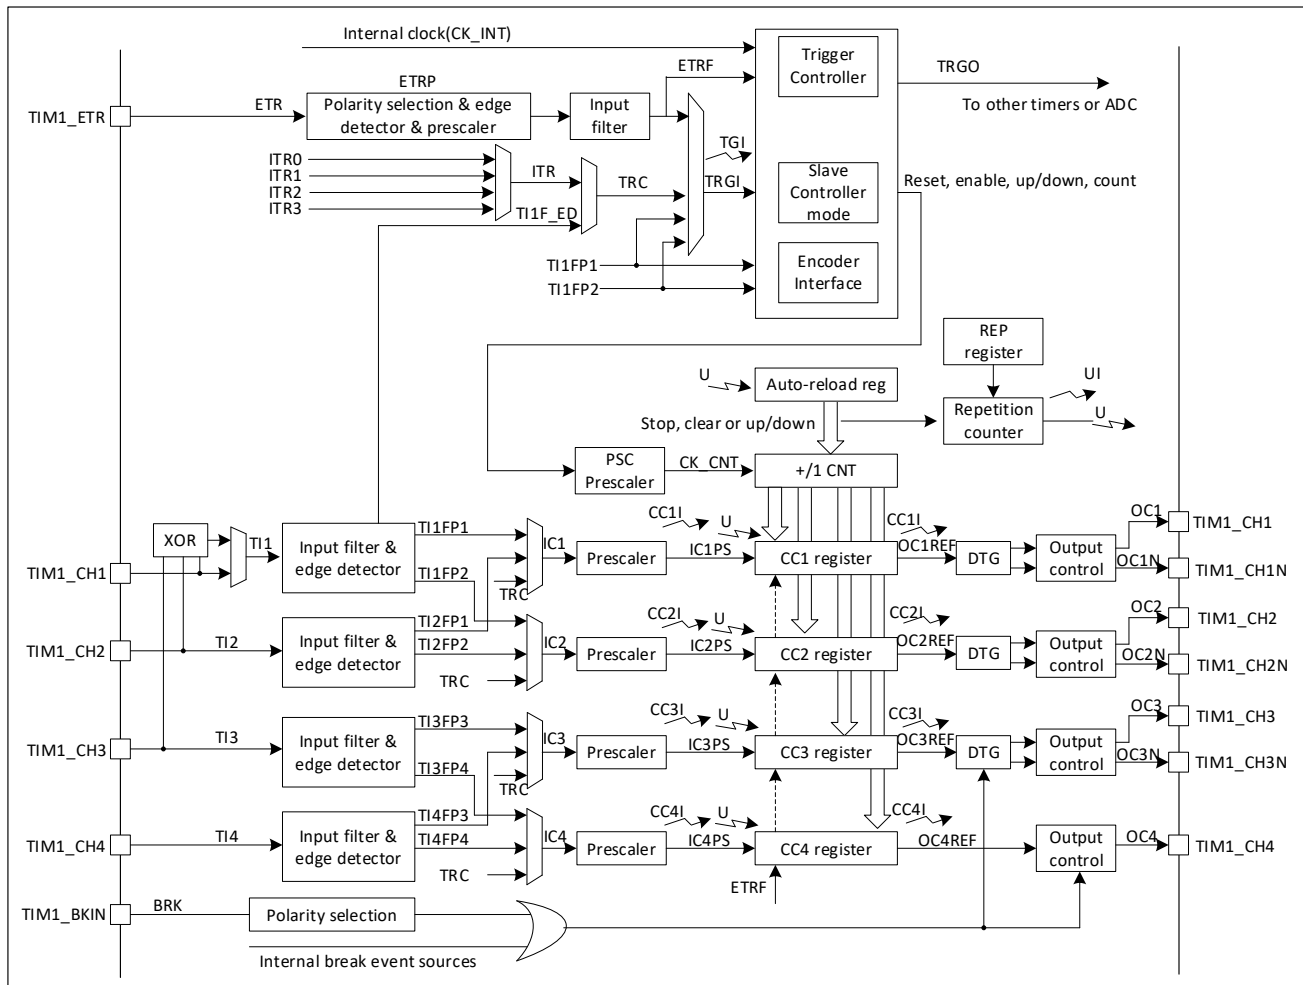 Internal clock(CK_INT)
Trigger
Controller
ETRF
TRGO
ETRP
ETR
Polarity selection & edge
detector & prescaler
Input
filter
To other timers or ADC
TIM1_ETR
TGI
ITR0
ITR1
ITR2
ITR3
ITR
TRC
TRGI
Slave
Controller
mode
Reset, enable, up/down, count
TI1F_ED
TI1FP1
TI1FP2
Encoder
Interface
REP
register
U
Auto-reload reg
UI
Stop, clear or up/down
Repetition
counter
U
PSC
Prescaler
CK_CNT
+/1 CNT
XOR
TI1
Input filter &
edge detector
TI1FP1
TI1FP2
TRC
IC1
Prescaler
CC1I
U
IC1PS
CC1 register
CC1I
OC1REF
DTG
Output
control
OC1
OC1N
TIM1_CH1
TIM1_CH1N
TIM1_CH1
TIM1_CH2
TI2
Input filter &
edge detector
TI2FP1
TI2FP2
TRC
IC2
Prescaler
CC2I
U
IC2PS
CC2 register
CC2I
OC2REF
DTG
Output
control
OC2
OC2N
TIM1_CH2
TIM1_CH2N
TIM1_CH3
TI3
Input filter &
edge detector
TI3FP3
TI3FP4
TRC
IC3
Prescaler
CC3I
U
IC3PS
CC3 register
CC3I
OC3REF
DTG
Output
control
OC3
OC3N
TIM1_CH3
TIM1_CH3N
TIM1_CH4
TI4
Input filter &
edge detector
TI4FP3
TI4FP4
TRC
IC4
Prescaler
CC4I
U
IC4PS
CC4 register
CC4I
OC4REF
Output
control
OC4
TIM1_CH4
ETRF
TIM1_BKIN
BRK
Polarity selection
Internal break event sources